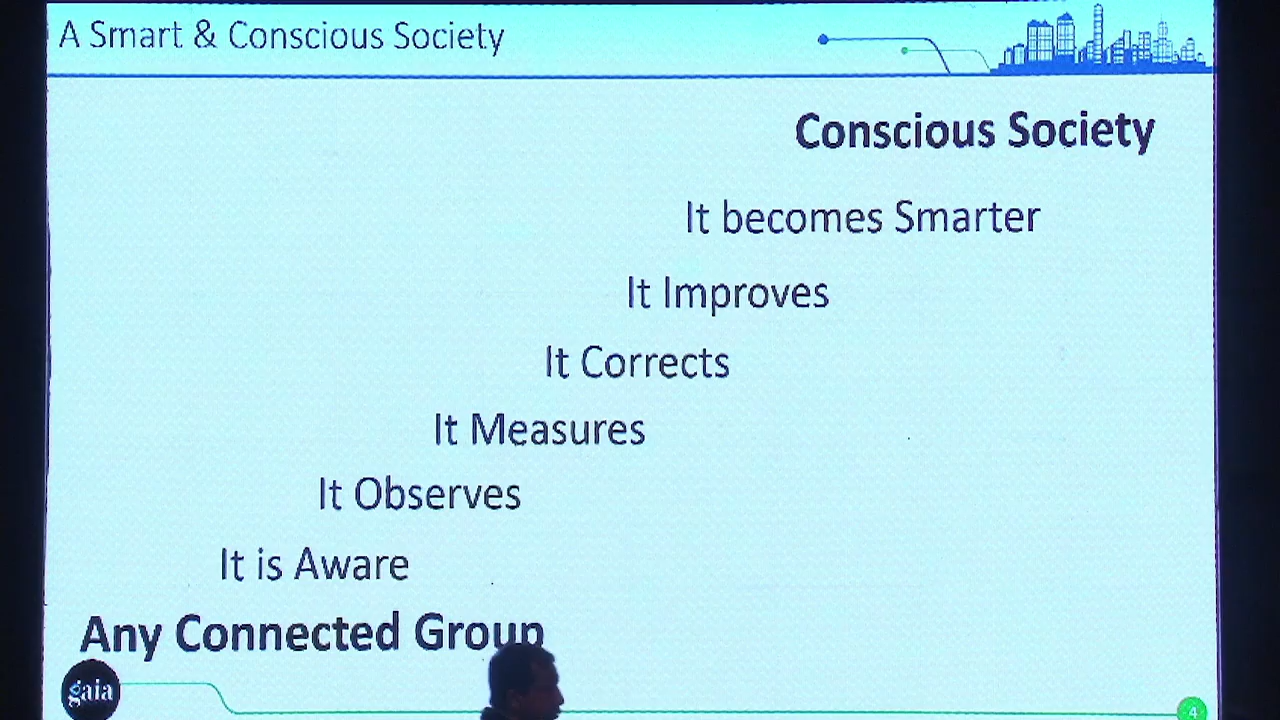 A Smart & Conscious Society
Conscious Society
It becomes Smarter
It Improves
It Corrects
It Measures
It Observes
It is Aware
Any Connected Group
gaia
4